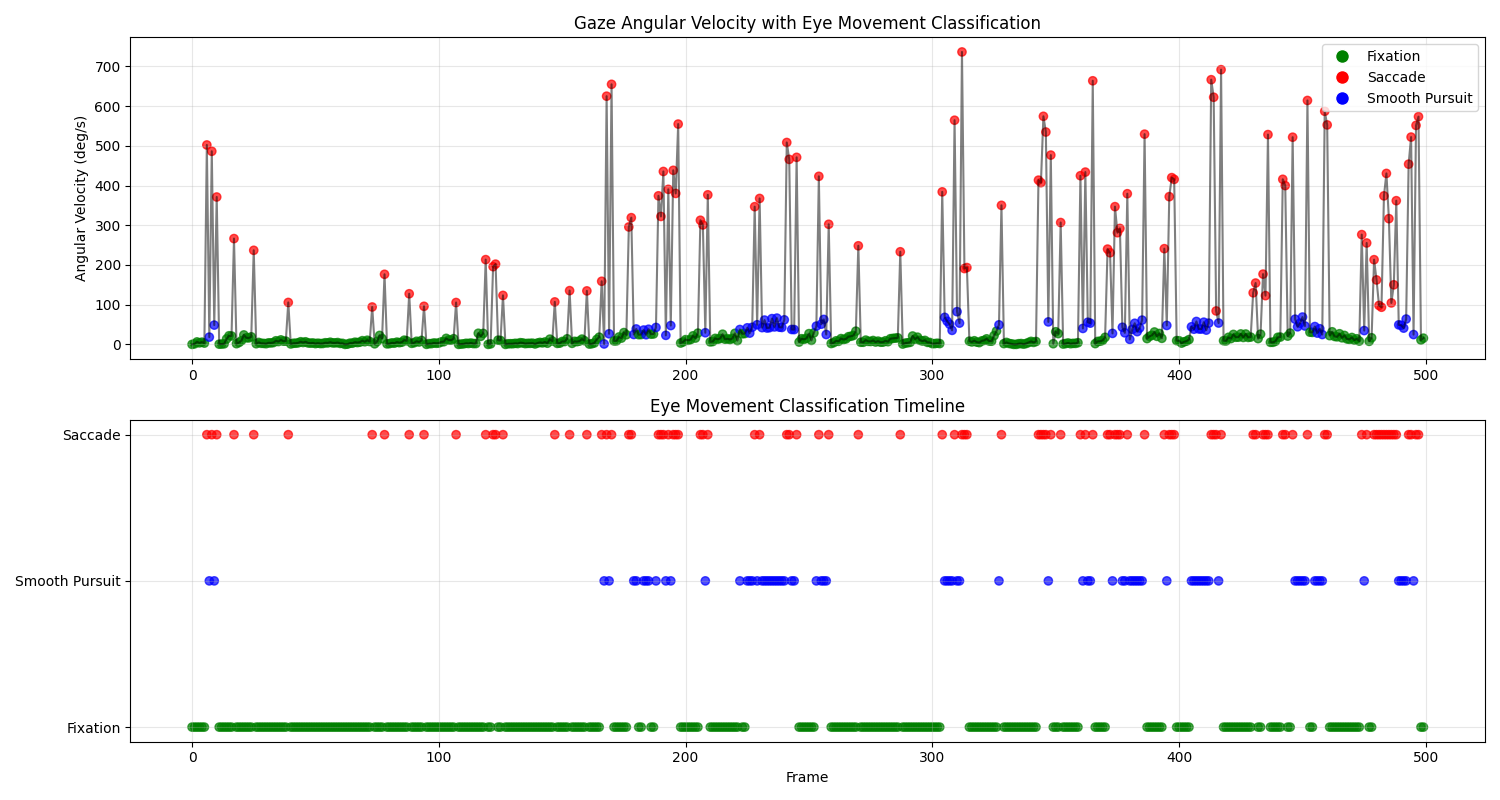 Gaze Angular Velocity with Eye Movement Classification
Angular Velocity (deg/s)
700
600
500
400
300
200
100
0
Fixation
Saccade
Smooth Pursuit
0 100 200 300 400 500
Eye Movement Classification Timeline
Saccade
Smooth Pursuit
Fixation
0 100 200 300 400 500
Frame